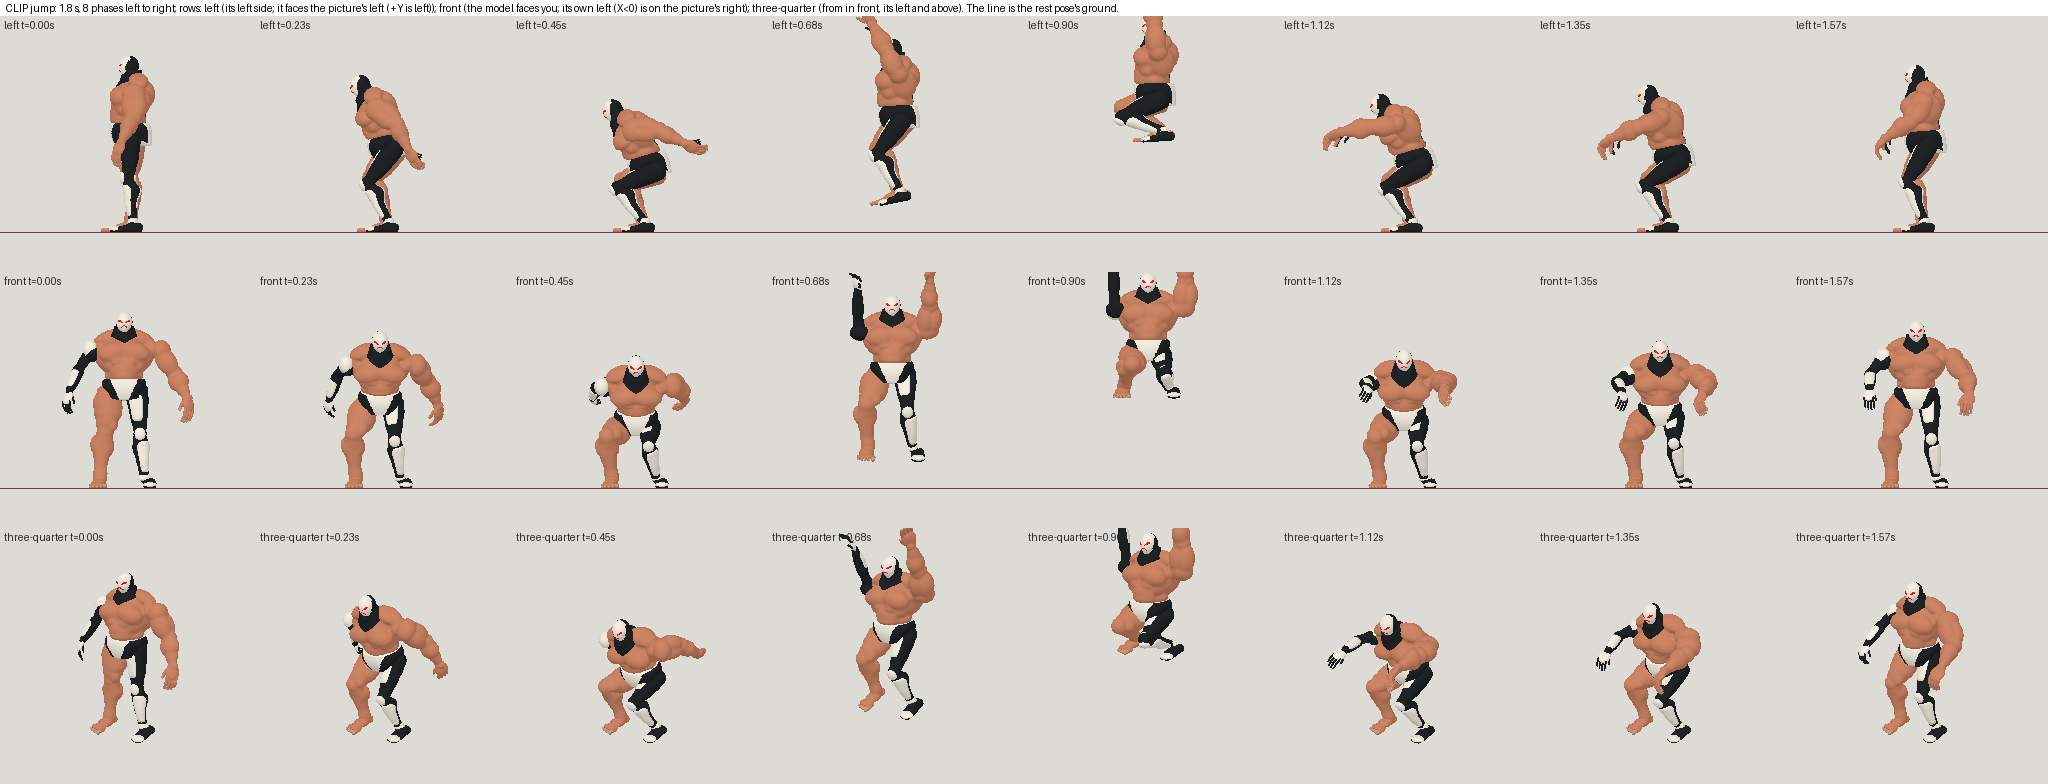 CLIP jump: 1.8 s, 8 phases left to right; rows: left (its left side; it faces the picture's left (+Y is left)); front (the model faces you; its own left (X<0) is on the picture's right); three-quarter (from in front, its left and above). The line is the rest pose's ground.
left t=0.00s left t=0.23s left t=0.45s left t=0.68s left t=0.90s left t=1.12s left t=1.35s left t=1.57s
front t=0.00s front t=0.23s front t=0.45s front t=0.68s front t=0.90s front t=1.12s front t=1.35s front t=1.57s
three-quarter t=0.00s three-quarter t=0.23s three-quarter t=0.45s three-quarter t=0.68s three-quarter t=0.90 three-quarter t=1.12s three-quarter t=1.35s three-quarter t=1.57s